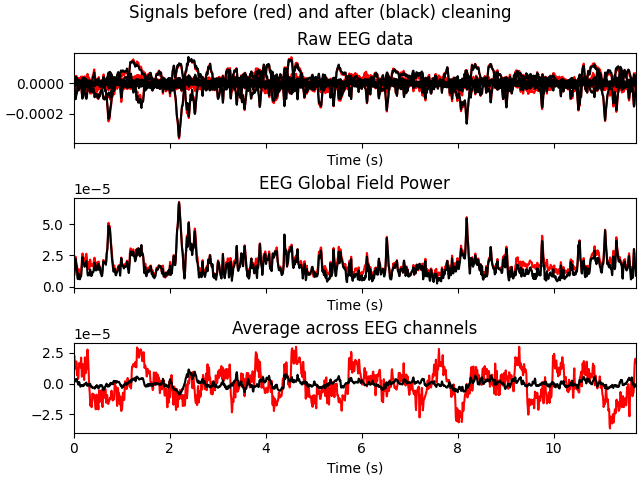 Signals before (red) and after (black) cleaning
Raw EEG data
0.0000
−0.0002
Time (s)
EEG Global Field Power
1e−5
5.0
2.5
0.0
Time (s)
Average across EEG channels
1e−5
2.5
0.0
−2.5
0 2 4 6 8 10
Time (s)